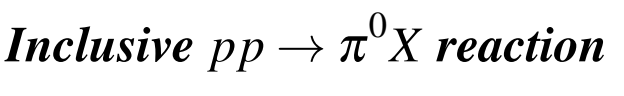 Inclusive pp → π⁰X reaction